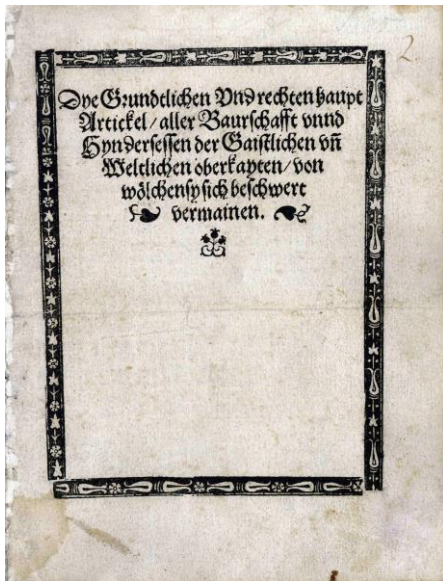 2
Dye Grundtlichen Vnd rechten haupt
Artickel/ aller Baurschafft vnnd
Hyndersessen der Gaistlichen vñ
Weltlichen oberkayten/ von
wölchen sy sich beschwert
vermainen.